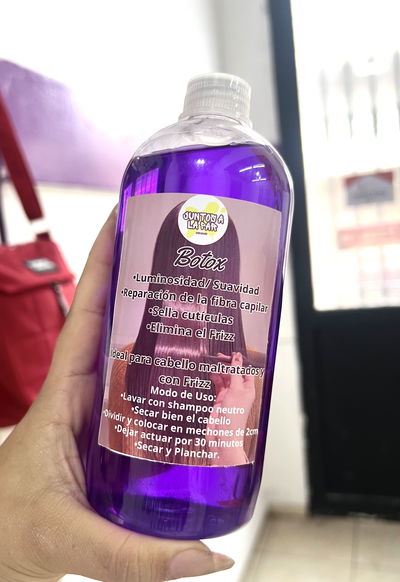 JUNTOS A
LA PAR
Botox
•Luminosidad/ Suavidad
•Reparación de la fibra capilar
•Sella cutículas
•Elimina el Frizz
Ideal para cabello maltratados y
con Frizz
Modo de Uso:
•Lavar con shampoo neutro
•Secar bien el cabello
•Dividir y colocar en mechones de 2cm
•Dejar actuar por 30 minutos
•Secar y Planchar.